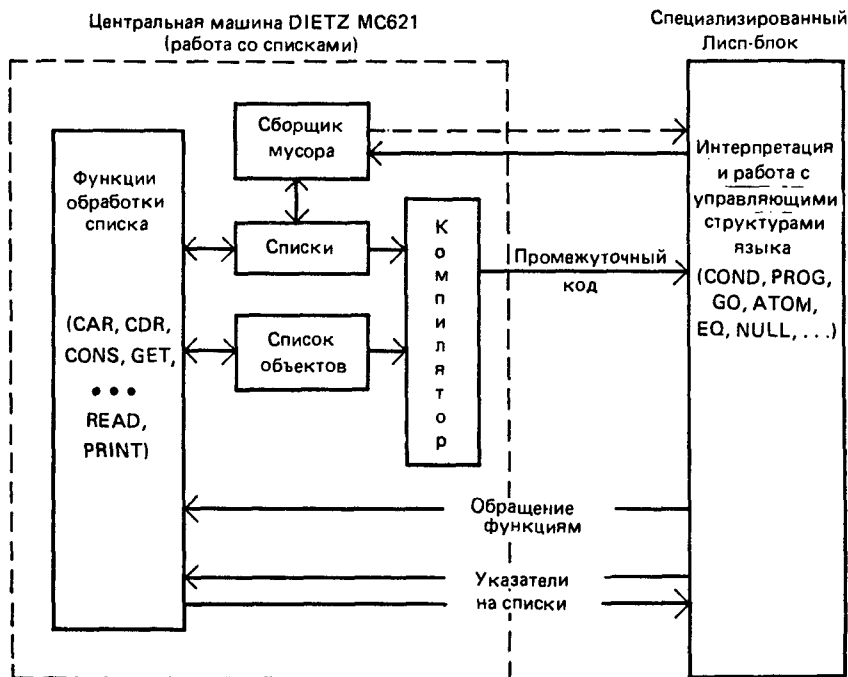 Центральная машина DIETZ MC621
(работа со списками)
Специализированный
Лисп-блок
Сборщик
мусора
Функции
обработки
списка
(CAR, CDR,
CONS, GET,
•••
READ,
PRINT)
Списки
Список
объектов
Компилятор
Промежуточный
код
Интерпретация
и работа с
управляющими
структурами
языка
(COND, PROG,
GO, ATOM,
EQ, NULL, ...)
Обращение
функциям
Указатели
на списки